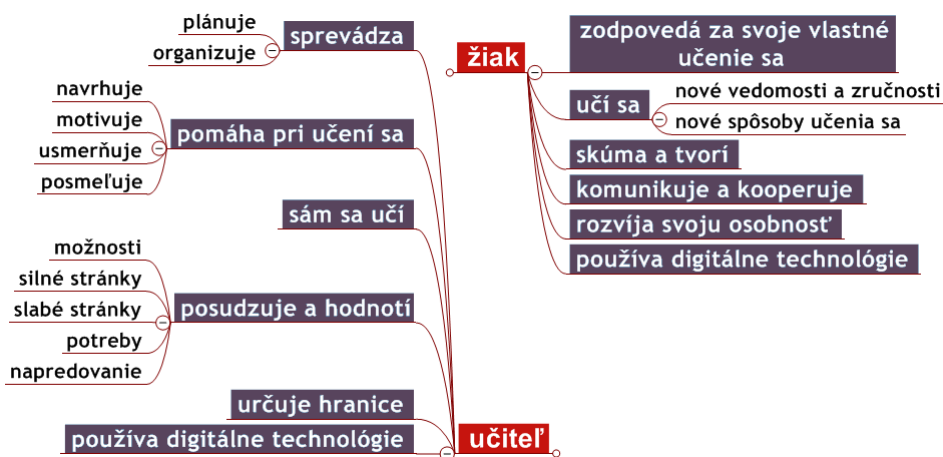 plánuje
organizuje
sprevádza
navrhuje
motivuje
usmerňuje
posmeľuje
pomáha pri učení sa
sám sa učí
možnosti
silné stránky
slabé stránky
potreby
napredovanie
posudzuje a hodnotí
určuje hranice
používa digitálne technológie
učiteľ
žiak
zodpovedá za svoje vlastné
učenie sa
učí sa
nové vedomosti a zručnosti
nové spôsoby učenia sa
skúma a tvorí
komunikuje a kooperuje
rozvíja svoju osobnosť
používa digitálne technológie